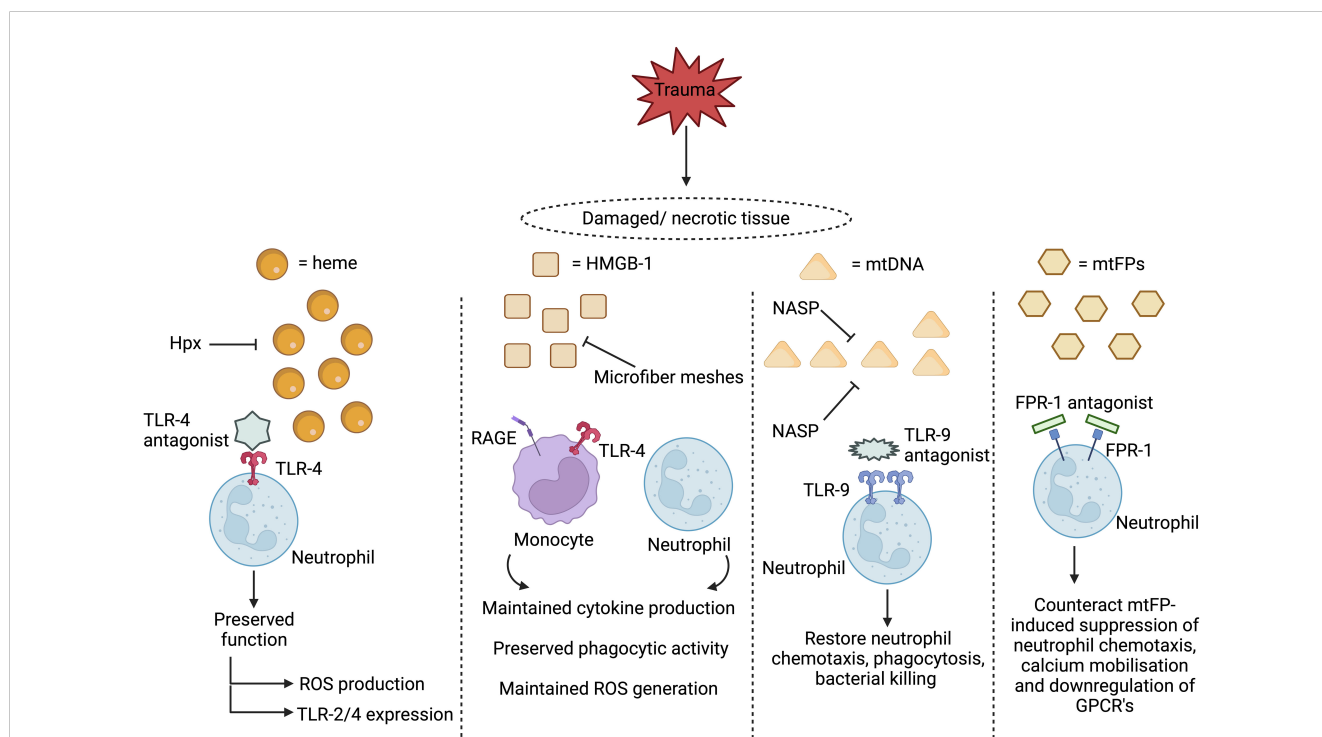 Trauma
Damaged/ necrotic tissue
= heme
Hpx
TLR-4
antagonist
TLR-4
Neutrophil
Preserved
function
ROS production
TLR-2/4 expression
= HMGB-1
Microfiber meshes
RAGE
TLR-4
Monocyte
Neutrophil
Maintained cytokine production
Preserved phagocytic activity
Maintained ROS generation
= mtDNA
NASP
NASP
TLR-9
antagonist
TLR-9
Neutrophil
Restore neutrophil
chemotaxis, phagocytosis,
bacterial killing
= mtFPs
FPR-1 antagonist
FPR-1
Neutrophil
Counteract mtFP-
induced suppression of
neutrophil chemotaxis,
calcium mobilisation
and downregulation of
GPCR's